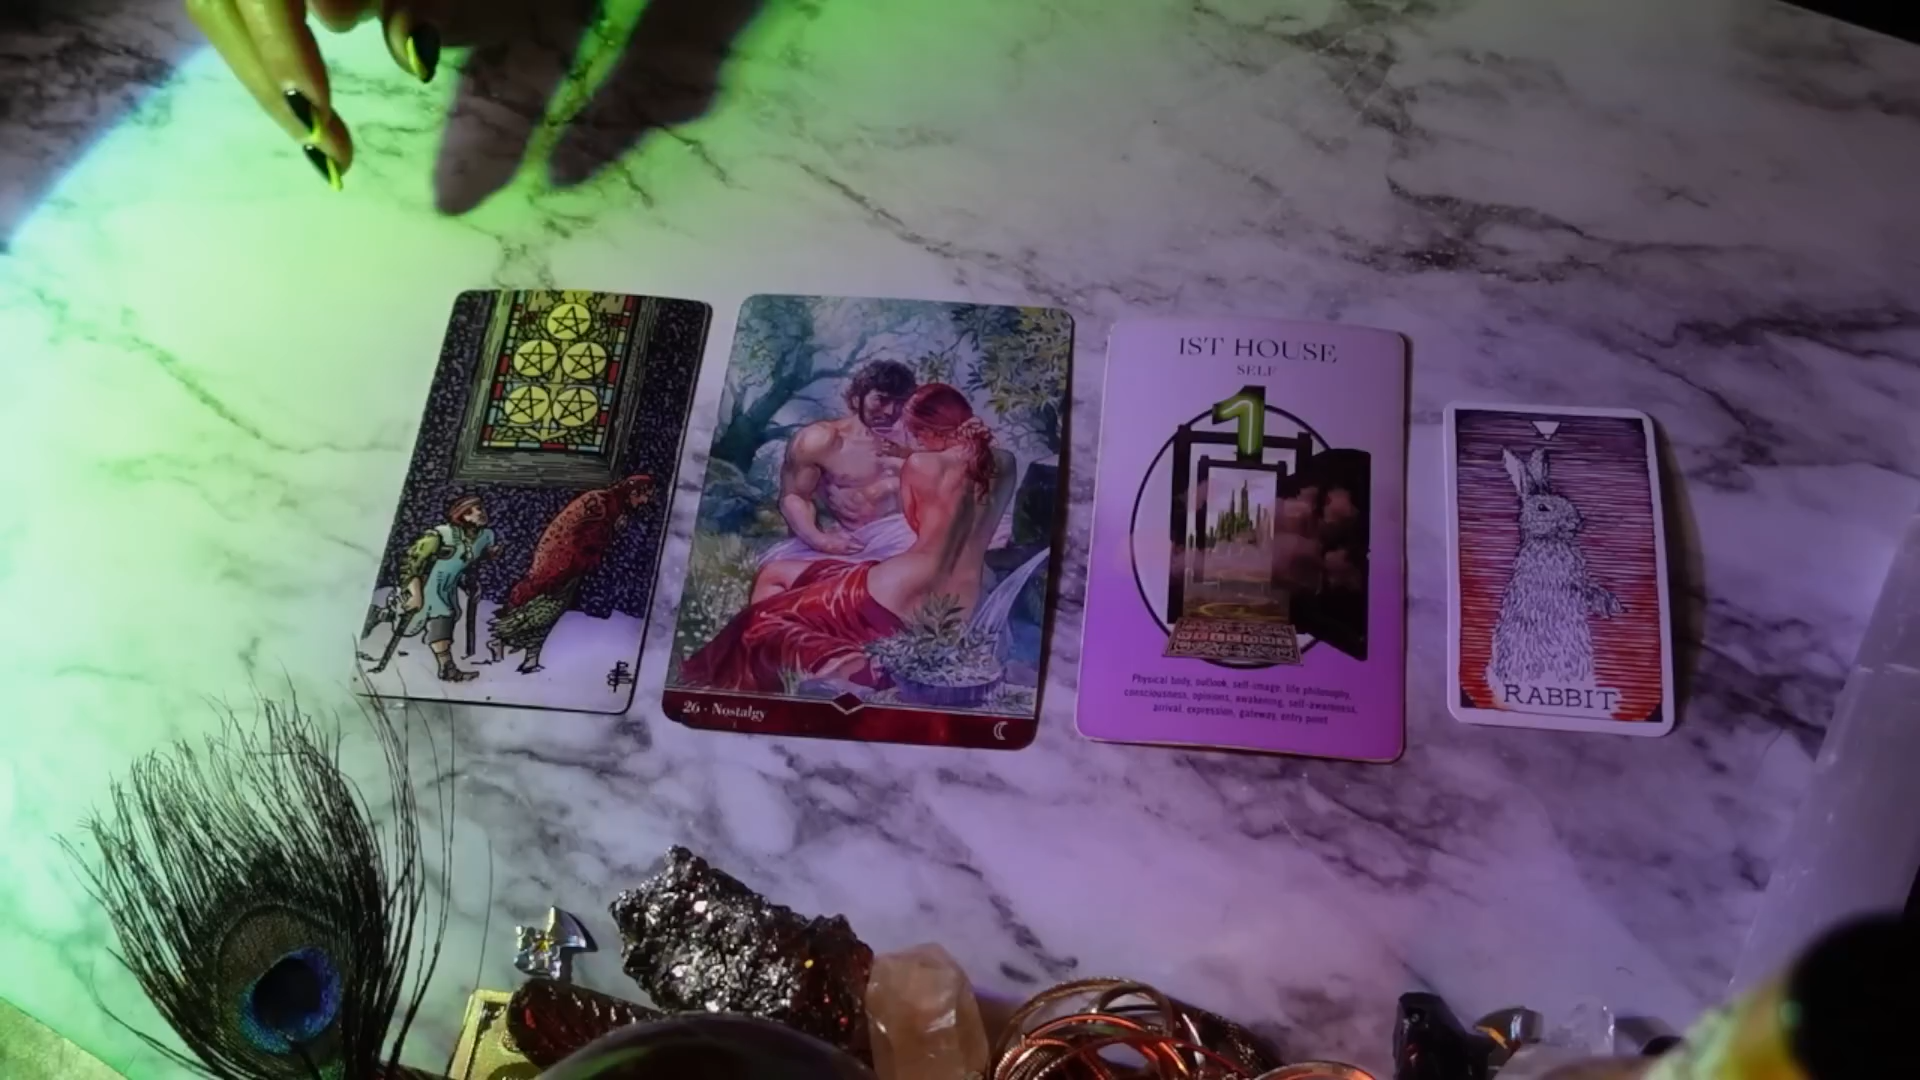 26 · Nostalgy
1ST HOUSE
SELF
1
WELCOME
Physical body, outlook, self-image, life philosophy,
consciousness, opinions, awakening, self-awareness,
arrival, expression, gateway, entry point
RABBIT